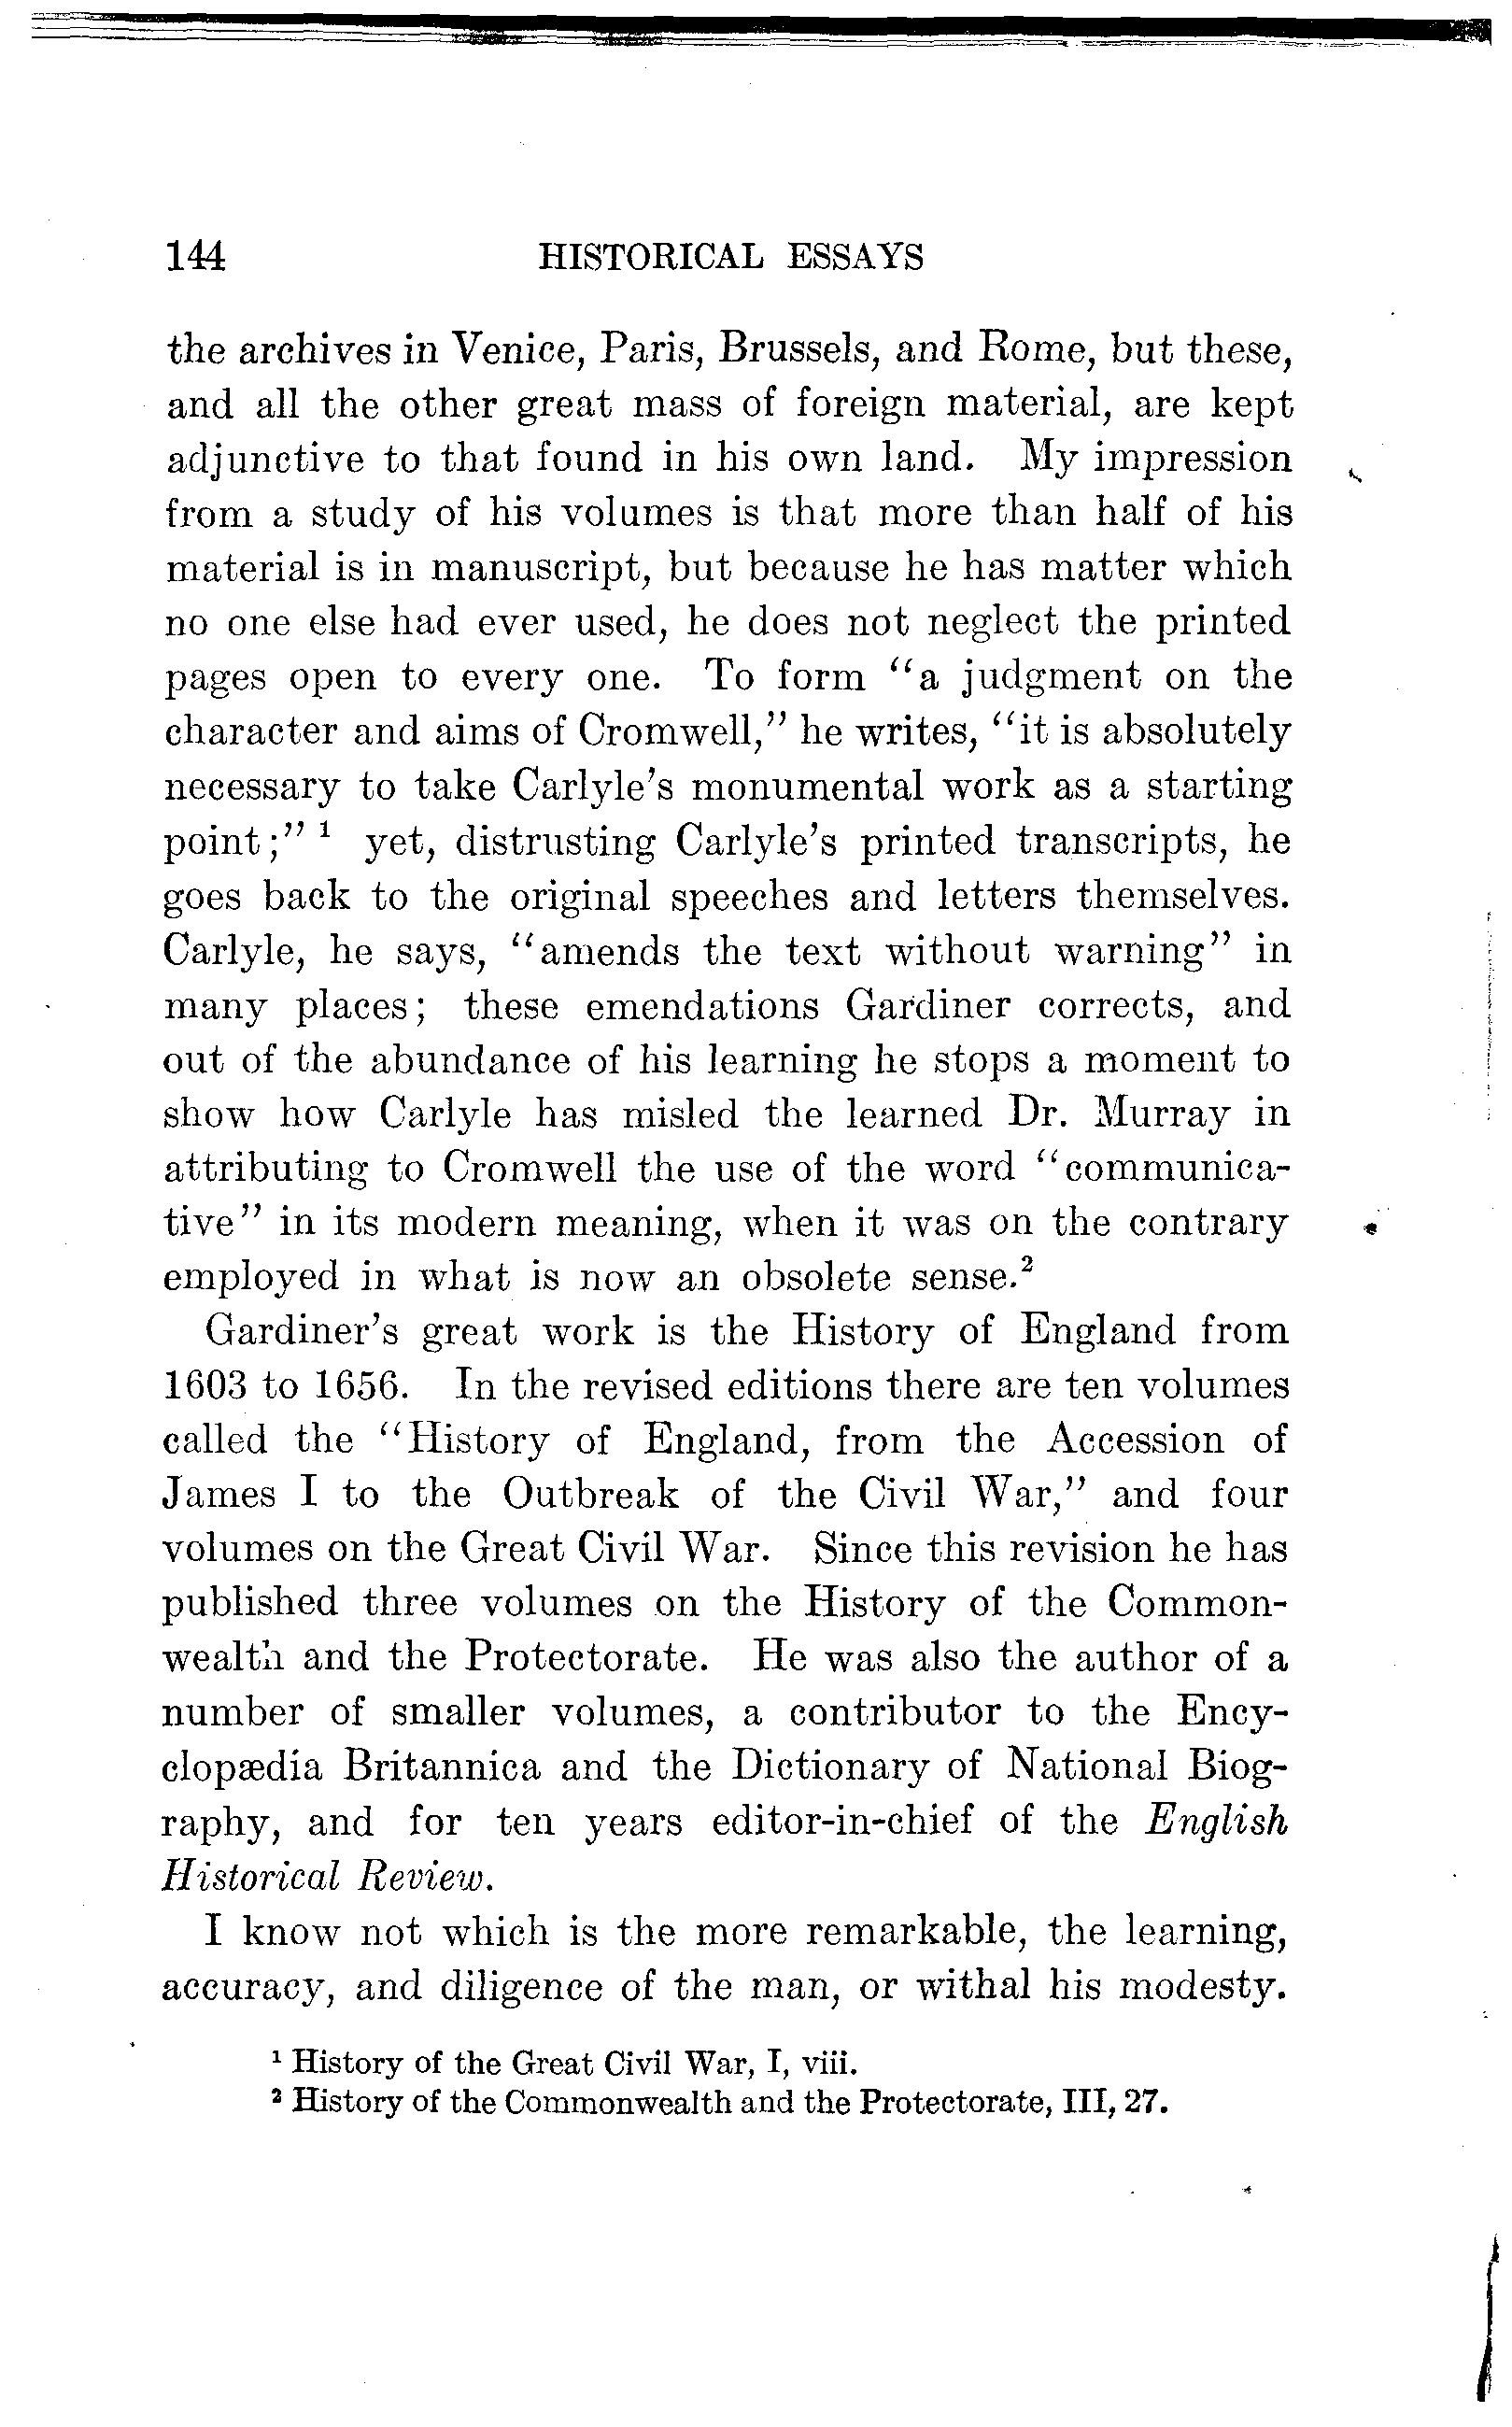 144 HISTORICAL ESSAYS
the archives in Venice, Paris, Brussels, and Rome, but these,
and all the other great mass of foreign material, are kept
adjunctive to that found in his own land. My impression
from a study of his volumes is that more than half of his
material is in manuscript, but because he has matter which
no one else had ever used, he does not neglect the printed
pages open to every one. To form "a judgment on the
character and aims of Cromwell," he writes, "it is absolutely
necessary to take Carlyle's monumental work as a starting
point;" ¹ yet, distrusting Carlyle's printed transcripts, he
goes back to the original speeches and letters themselves.
Carlyle, he says, "amends the text without warning" in
many places; these emendations Gardiner corrects, and
out of the abundance of his learning he stops a moment to
show how Carlyle has misled the learned Dr. Murray in
attributing to Cromwell the use of the word "communica-
tive" in its modern meaning, when it was on the contrary
employed in what is now an obsolete sense.²
Gardiner's great work is the History of England from
1603 to 1656. In the revised editions there are ten volumes
called the "History of England, from the Accession of
James I to the Outbreak of the Civil War," and four
volumes on the Great Civil War. Since this revision he has
published three volumes on the History of the Common-
wealth and the Protectorate. He was also the author of a
number of smaller volumes, a contributor to the Ency-
clopædia Britannica and the Dictionary of National Biog-
raphy, and for ten years editor-in-chief of the English
Historical Review.
I know not which is the more remarkable, the learning,
accuracy, and diligence of the man, or withal his modesty.
¹ History of the Great Civil War, I, viii.
² History of the Commonwealth and the Protectorate, III, 27.